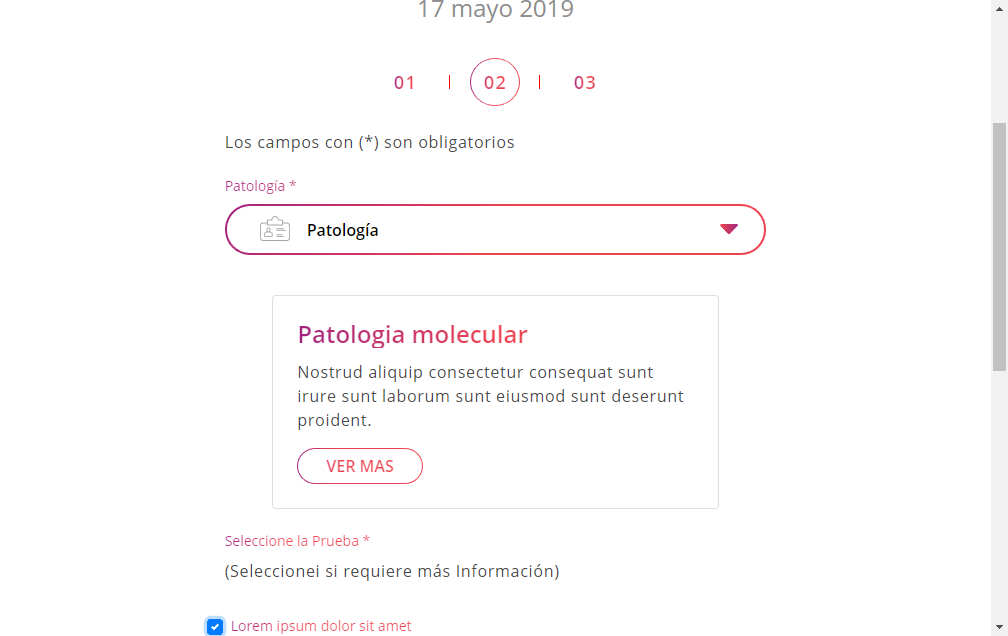 17 mayo 2019
01 | 02 | 03
Los campos con (*) son obligatorios
Patología *
Patología
Patologia molecular
Nostrud aliquip consectetur consequat sunt
irure sunt laborum sunt eiusmod sunt deserunt
proident.
VER MAS
Seleccione la Prueba *
(Seleccionei si requiere más Información)
Lorem ipsum dolor sit amet